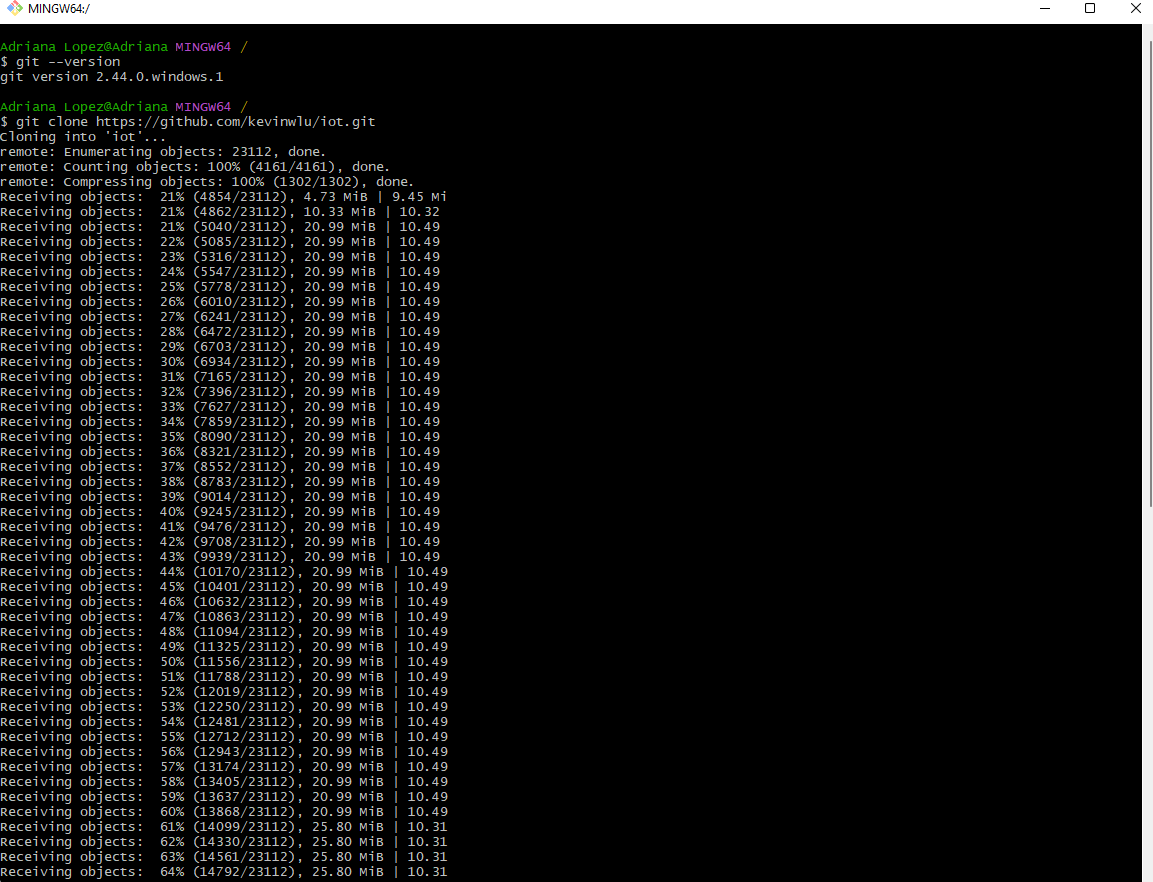 MINGW64:/
Adriana Lopez@Adriana MINGW64 /
$ git --version
git version 2.44.0.windows.1
Adriana Lopez@Adriana MINGW64 /
$ git clone https://github.com/kevinwlu/iot.git
Cloning into 'iot'...
remote: Enumerating objects: 23112, done.
remote: Counting objects: 100% (4161/4161), done.
remote: Compressing objects: 100% (1302/1302), done.
Receiving objects:  21% (4854/23112), 4.73 MiB | 9.45 Mi
Receiving objects:  21% (4862/23112), 10.33 MiB | 10.32
Receiving objects:  21% (5040/23112), 20.99 MiB | 10.49
Receiving objects:  22% (5085/23112), 20.99 MiB | 10.49
Receiving objects:  23% (5316/23112), 20.99 MiB | 10.49
Receiving objects:  24% (5547/23112), 20.99 MiB | 10.49
Receiving objects:  25% (5778/23112), 20.99 MiB | 10.49
Receiving objects:  26% (6010/23112), 20.99 MiB | 10.49
Receiving objects:  27% (6241/23112), 20.99 MiB | 10.49
Receiving objects:  28% (6472/23112), 20.99 MiB | 10.49
Receiving objects:  29% (6703/23112), 20.99 MiB | 10.49
Receiving objects:  30% (6934/23112), 20.99 MiB | 10.49
Receiving objects:  31% (7165/23112), 20.99 MiB | 10.49
Receiving objects:  32% (7396/23112), 20.99 MiB | 10.49
Receiving objects:  33% (7627/23112), 20.99 MiB | 10.49
Receiving objects:  34% (7859/23112), 20.99 MiB | 10.49
Receiving objects:  35% (8090/23112), 20.99 MiB | 10.49
Receiving objects:  36% (8321/23112), 20.99 MiB | 10.49
Receiving objects:  37% (8552/23112), 20.99 MiB | 10.49
Receiving objects:  38% (8783/23112), 20.99 MiB | 10.49
Receiving objects:  39% (9014/23112), 20.99 MiB | 10.49
Receiving objects:  40% (9245/23112), 20.99 MiB | 10.49
Receiving objects:  41% (9476/23112), 20.99 MiB | 10.49
Receiving objects:  42% (9708/23112), 20.99 MiB | 10.49
Receiving objects:  43% (9939/23112), 20.99 MiB | 10.49
Receiving objects:  44% (10170/23112), 20.99 MiB | 10.49
Receiving objects:  45% (10401/23112), 20.99 MiB | 10.49
Receiving objects:  46% (10632/23112), 20.99 MiB | 10.49
Receiving objects:  47% (10863/23112), 20.99 MiB | 10.49
Receiving objects:  48% (11094/23112), 20.99 MiB | 10.49
Receiving objects:  49% (11325/23112), 20.99 MiB | 10.49
Receiving objects:  50% (11556/23112), 20.99 MiB | 10.49
Receiving objects:  51% (11788/23112), 20.99 MiB | 10.49
Receiving objects:  52% (12019/23112), 20.99 MiB | 10.49
Receiving objects:  53% (12250/23112), 20.99 MiB | 10.49
Receiving objects:  54% (12481/23112), 20.99 MiB | 10.49
Receiving objects:  55% (12712/23112), 20.99 MiB | 10.49
Receiving objects:  56% (12943/23112), 20.99 MiB | 10.49
Receiving objects:  57% (13174/23112), 20.99 MiB | 10.49
Receiving objects:  58% (13405/23112), 20.99 MiB | 10.49
Receiving objects:  59% (13637/23112), 20.99 MiB | 10.49
Receiving objects:  60% (13868/23112), 20.99 MiB | 10.49
Receiving objects:  61% (14099/23112), 25.80 MiB | 10.31
Receiving objects:  62% (14330/23112), 25.80 MiB | 10.31
Receiving objects:  63% (14561/23112), 25.80 MiB | 10.31
Receiving objects:  64% (14792/23112), 25.80 MiB | 10.31